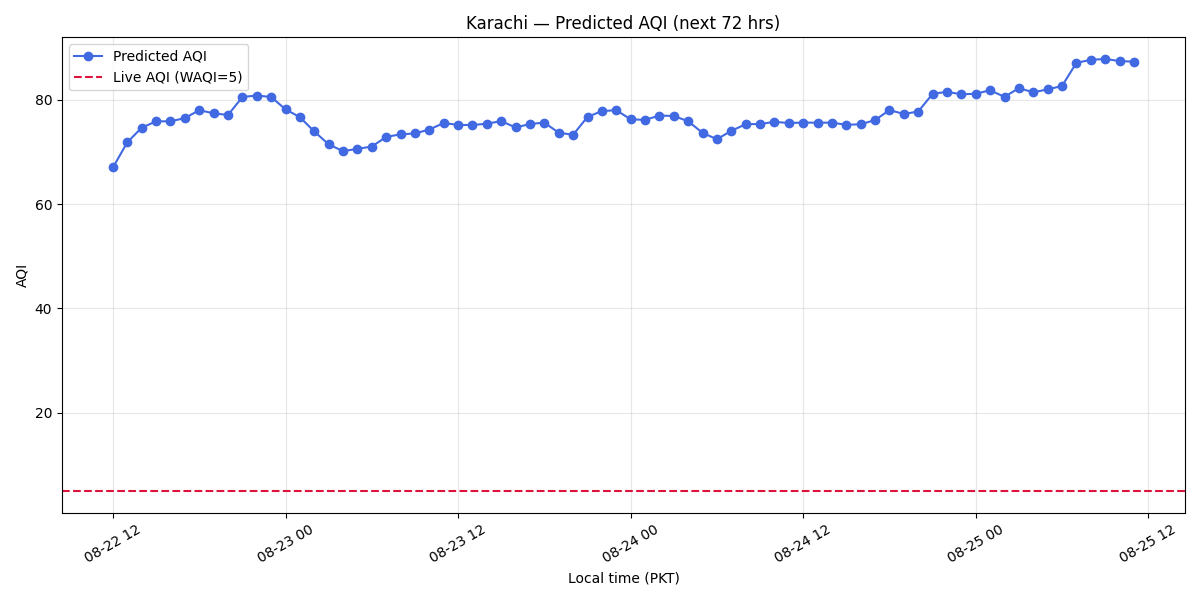 Karachi — Predicted AQI (next 72 hrs)
Predicted AQI
Live AQI (WAQI=5)
AQI
80
60
40
20
08-22 12
08-23 00
08-23 12
08-24 00
08-24 12
08-25 00
08-25 12
Local time (PKT)